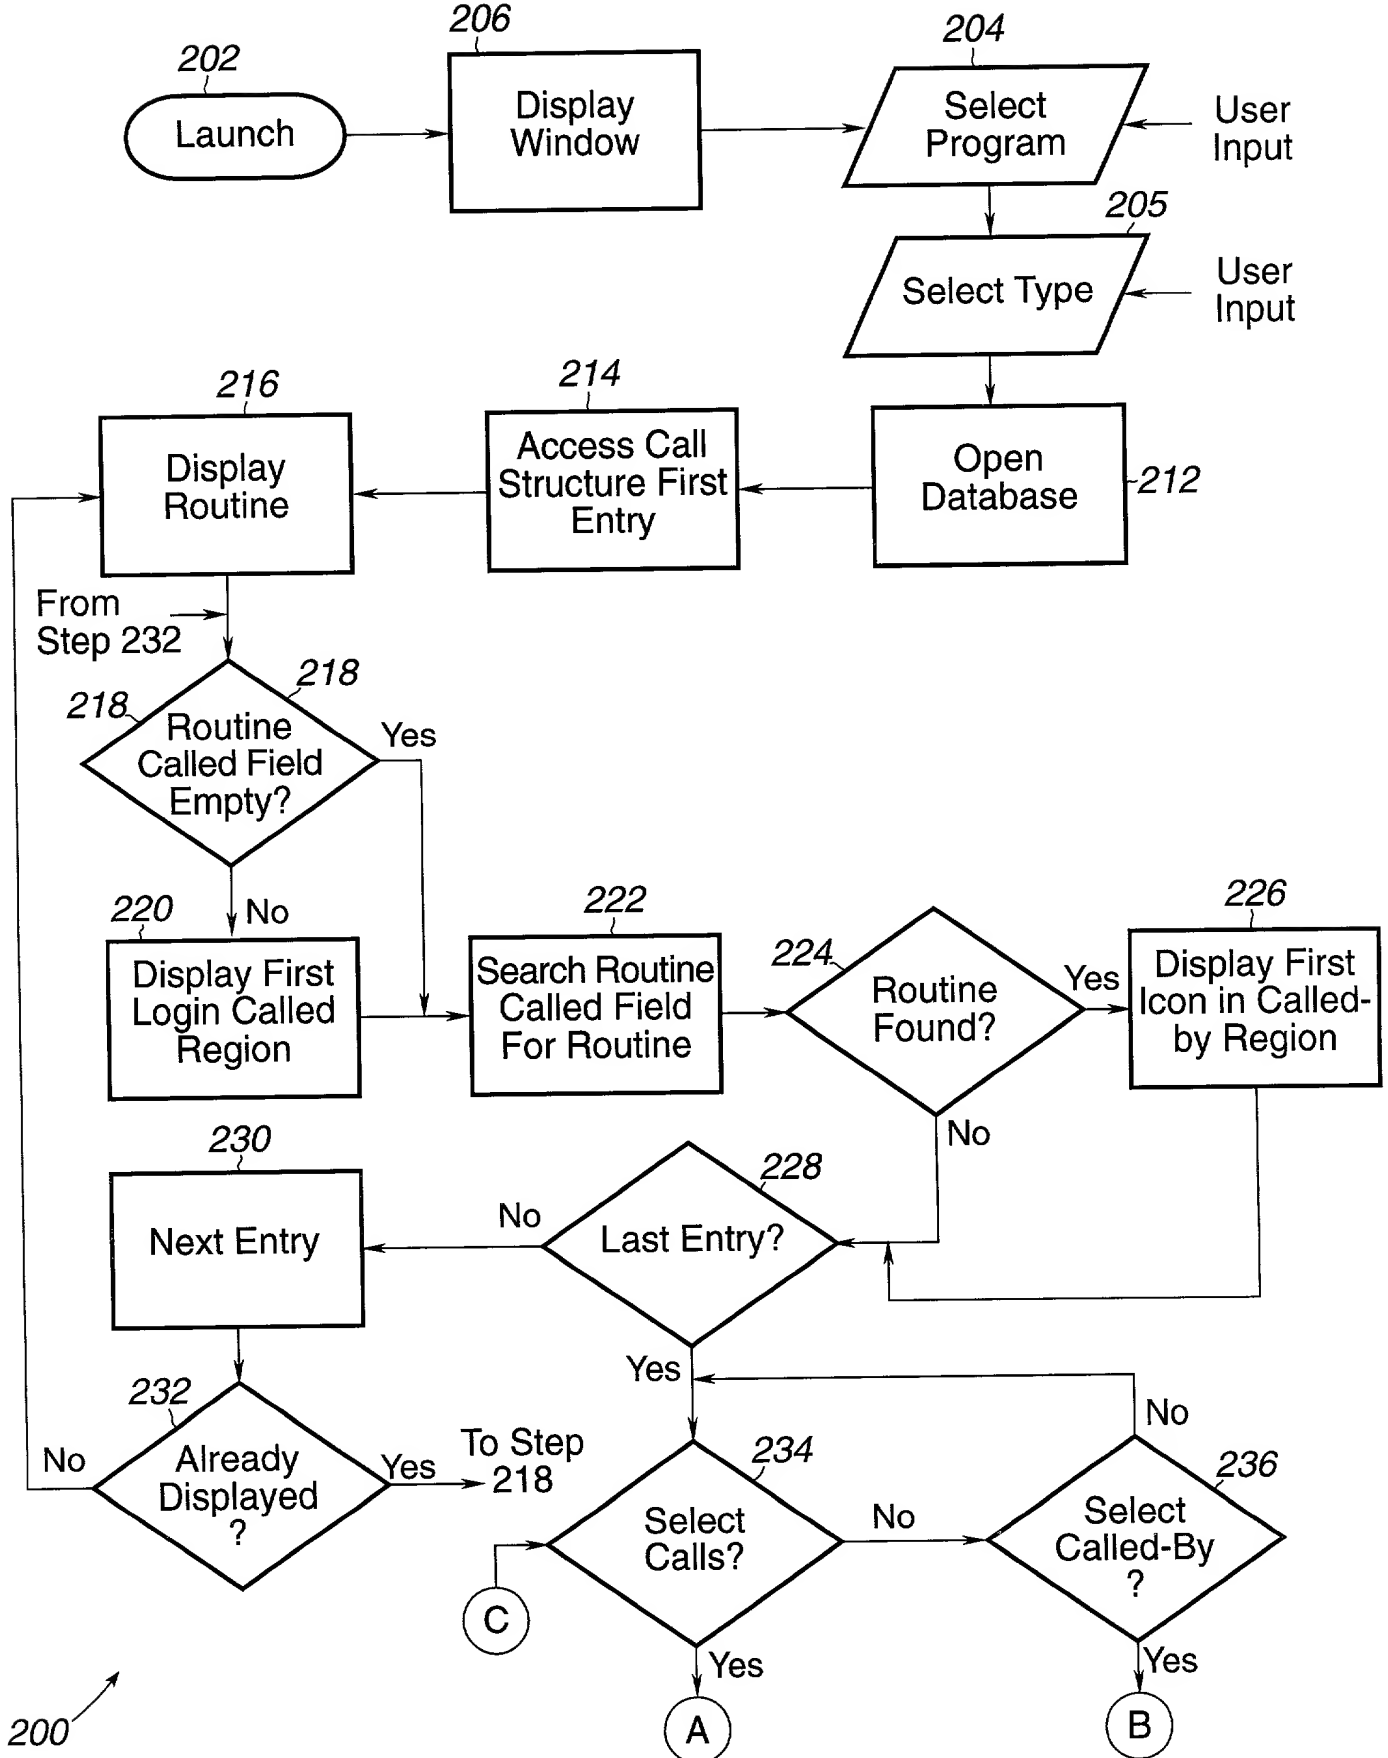 206
204
202
Launch
Display
Window
Select
Program
User
Input
205
Select Type
User
Input
216
214
Display
Routine
Access Call
Structure First
Entry
Open
Database
212
From
Step 232
218
218
Routine
Called Field
Empty?
Yes
No
220
222
224
226
Display First
Login Called
Region
Search Routine
Called Field
For Routine
Routine
Found?
Yes
Display First
Icon in Called-
by Region
No
230
228
Next Entry
No
Last Entry?
Yes
No
232
Already
Displayed
?
No
Yes
To Step
218
234
Select
Calls?
No
236
Select
Called-By
?
C
Yes
Yes
A
B
200